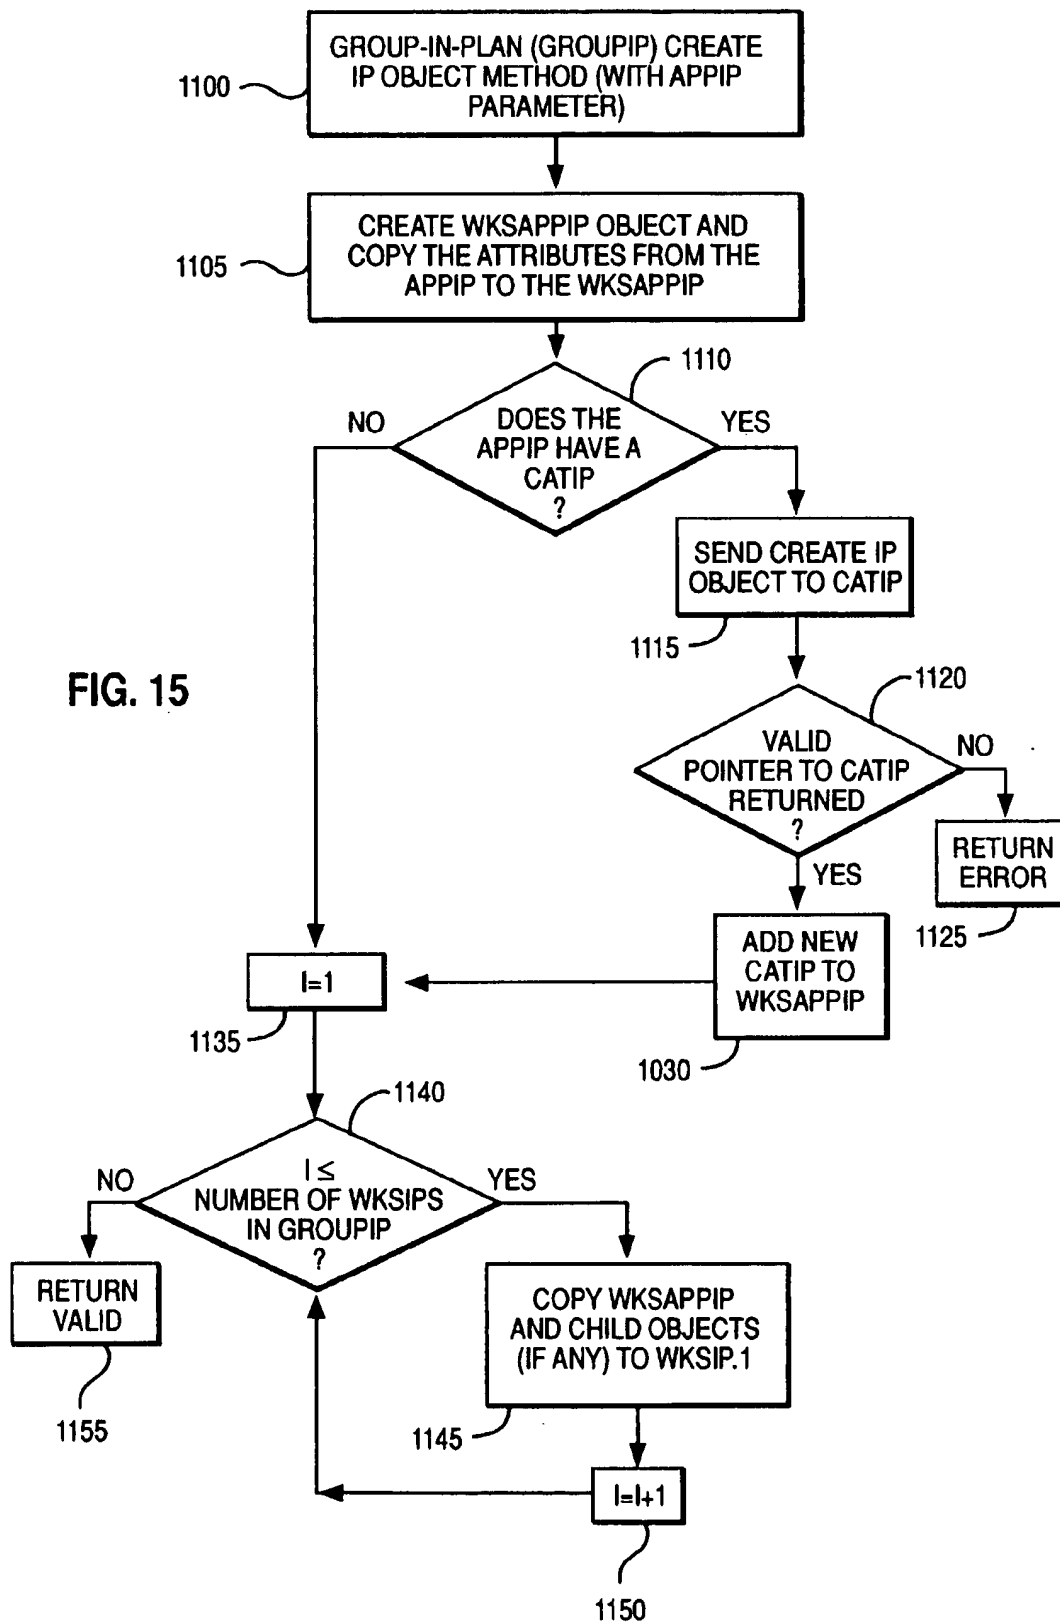 GROUP-IN-PLAN (GROUPIP) CREATE
IP OBJECT METHOD (WITH APPIP
PARAMETER)
1100
CREATE WKSAPPIP OBJECT AND
COPY THE ATTRIBUTES FROM THE
APPIP TO THE WKSAPPIP
1105
1110
NO
DOES THE
APPIP HAVE A
CATIP
?
YES
SEND CREATE IP
OBJECT TO CATIP
1115
FIG. 15
1120
VALID
POINTER TO CATIP
RETURNED
?
NO
YES
RETURN
ERROR
1125
ADD NEW
CATIP TO
WKSAPPIP
1030
I=1
1135
1140
NO
I ≤
NUMBER OF WKSIPS
IN GROUPIP
?
YES
RETURN
VALID
1155
COPY WKSAPPIP
AND CHILD OBJECTS
(IF ANY) TO WKSIP.1
1145
I=I+1
1150